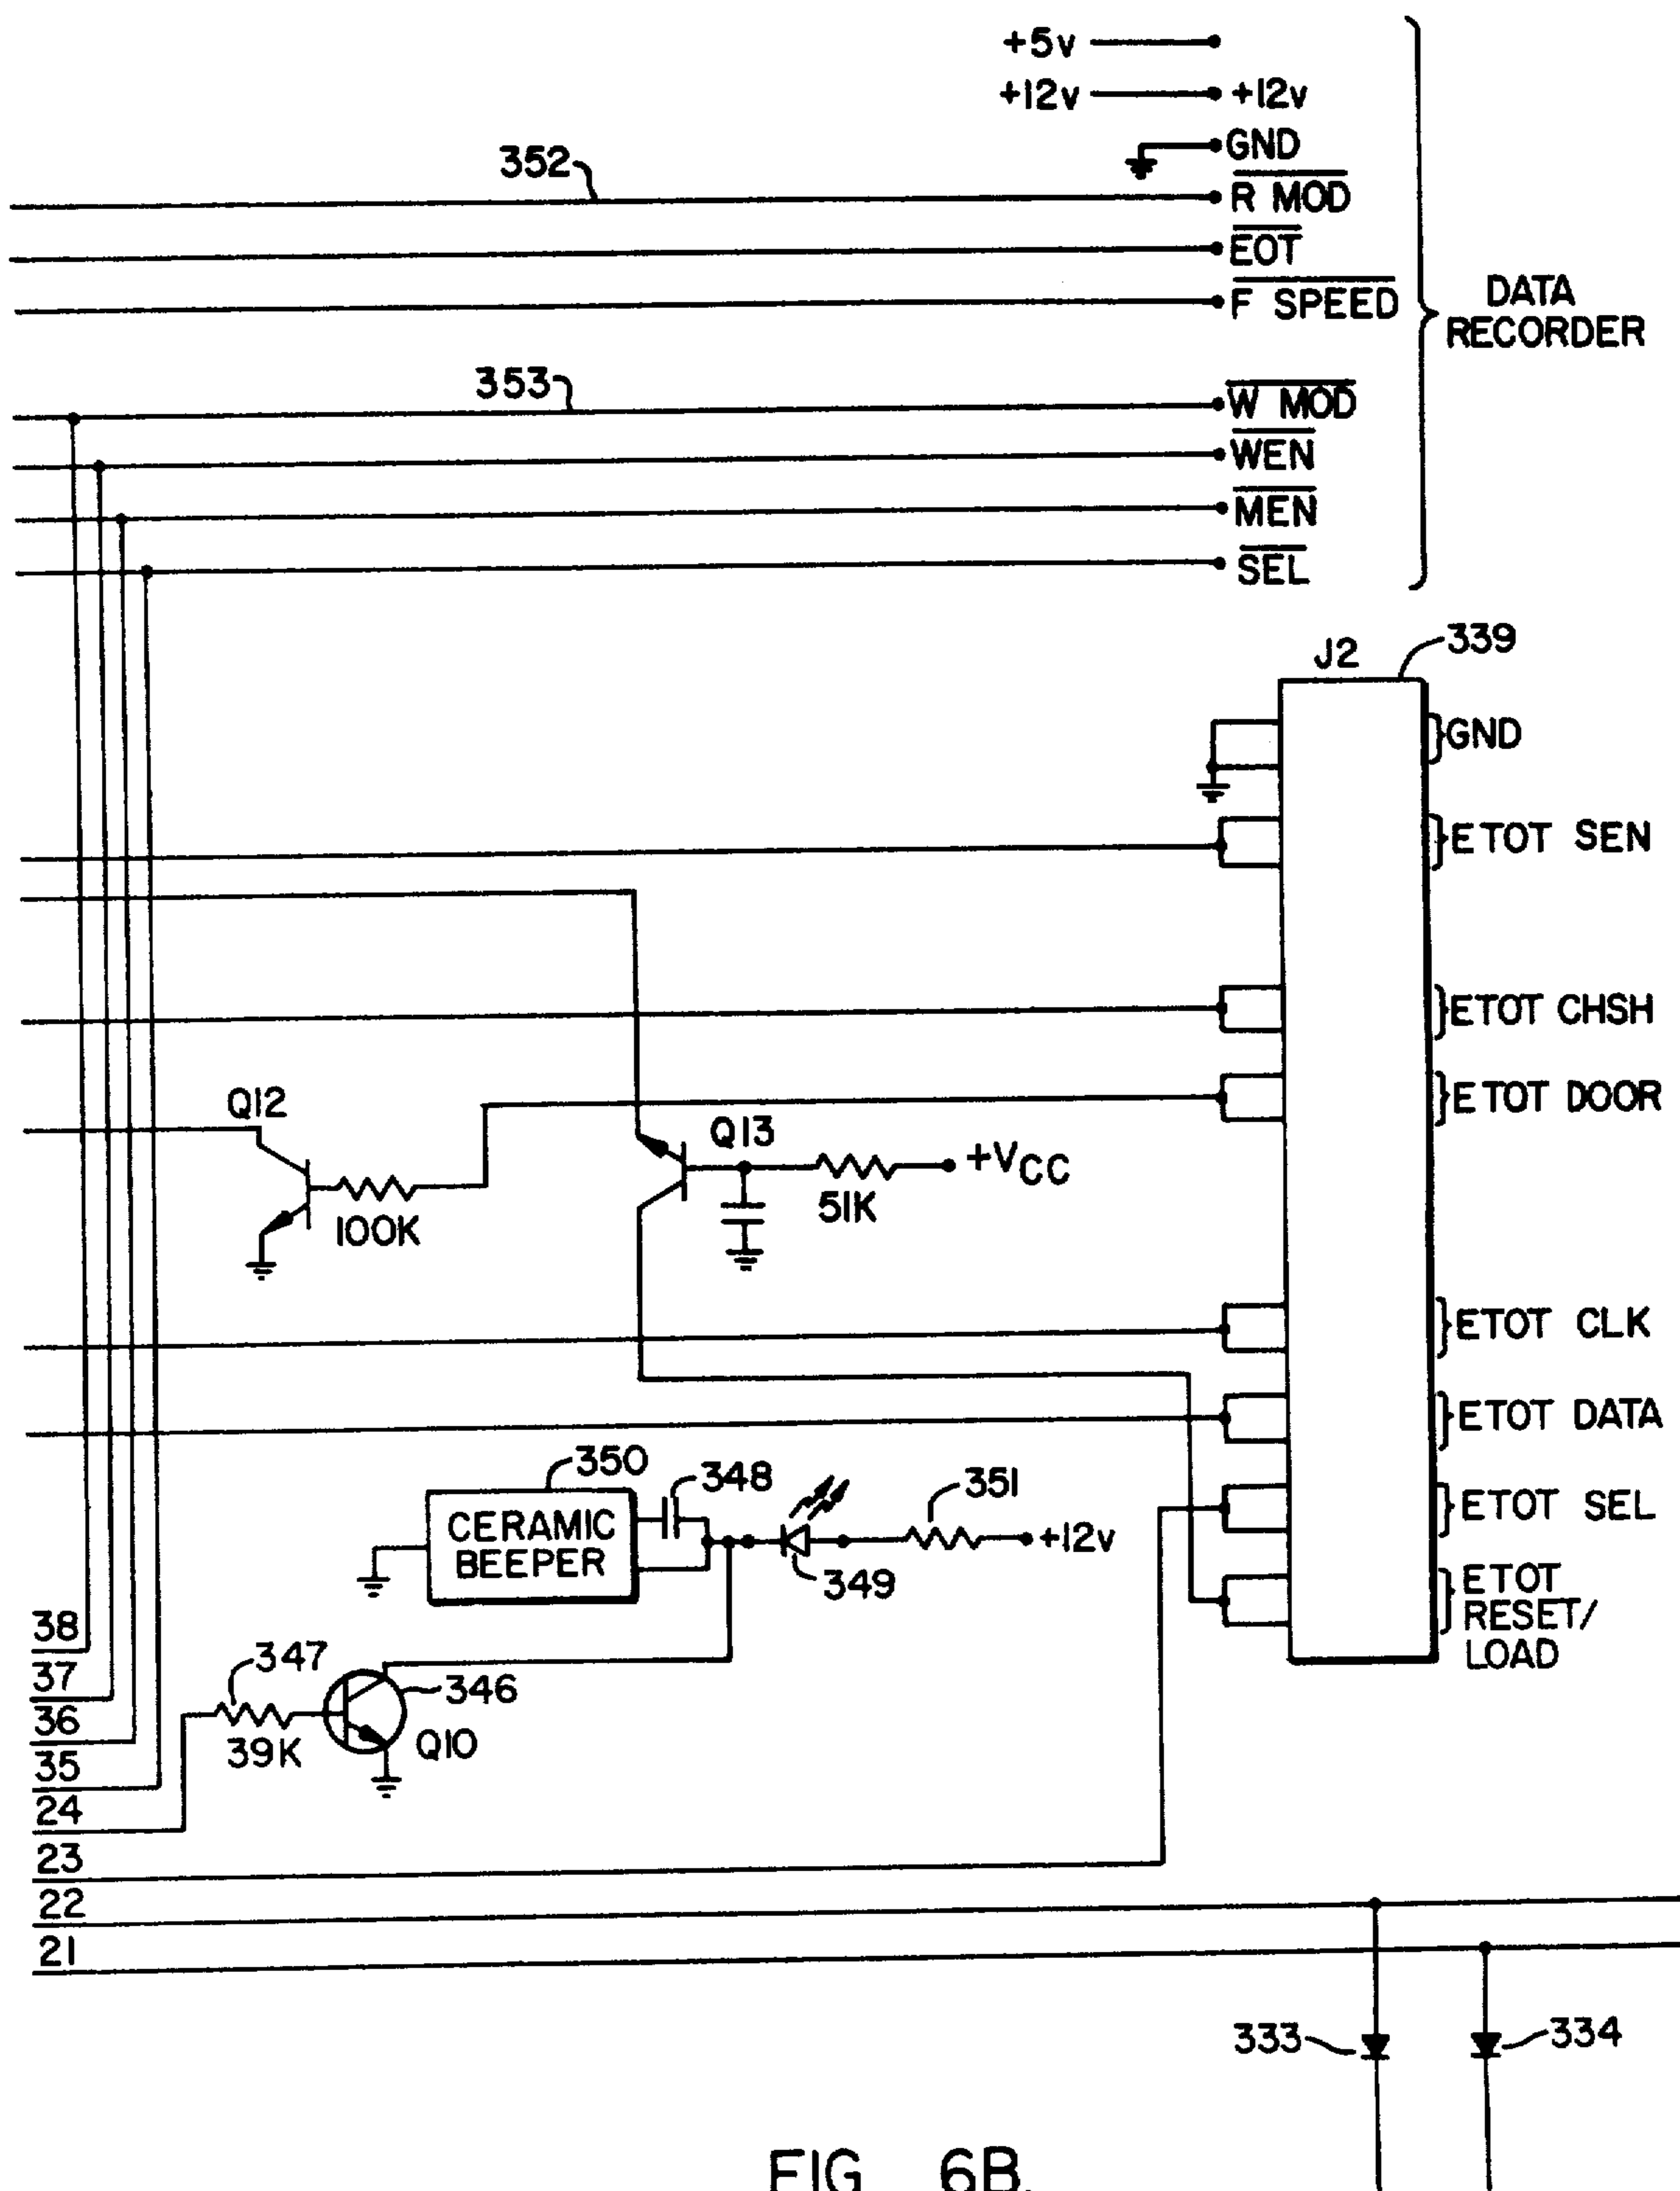 +5v
+12v +12v
GND
352
R MOD
EOT
F SPEED
DATA
RECORDER
353
W MOD
WEN
MEN
SEL
J2
339
GND
ETOT SEN
ETOT CHSH
Q12
ETOT DOOR
Q13
+VCC
51K
100K
ETOT CLK
ETOT DATA
350
348
351
CERAMIC
BEEPER
+12v
349
ETOT SEL
ETOT
RESET/
LOAD
38
37
36
35
24
23
22
21
347
346
39K
Q10
333
334
FIG 6B.